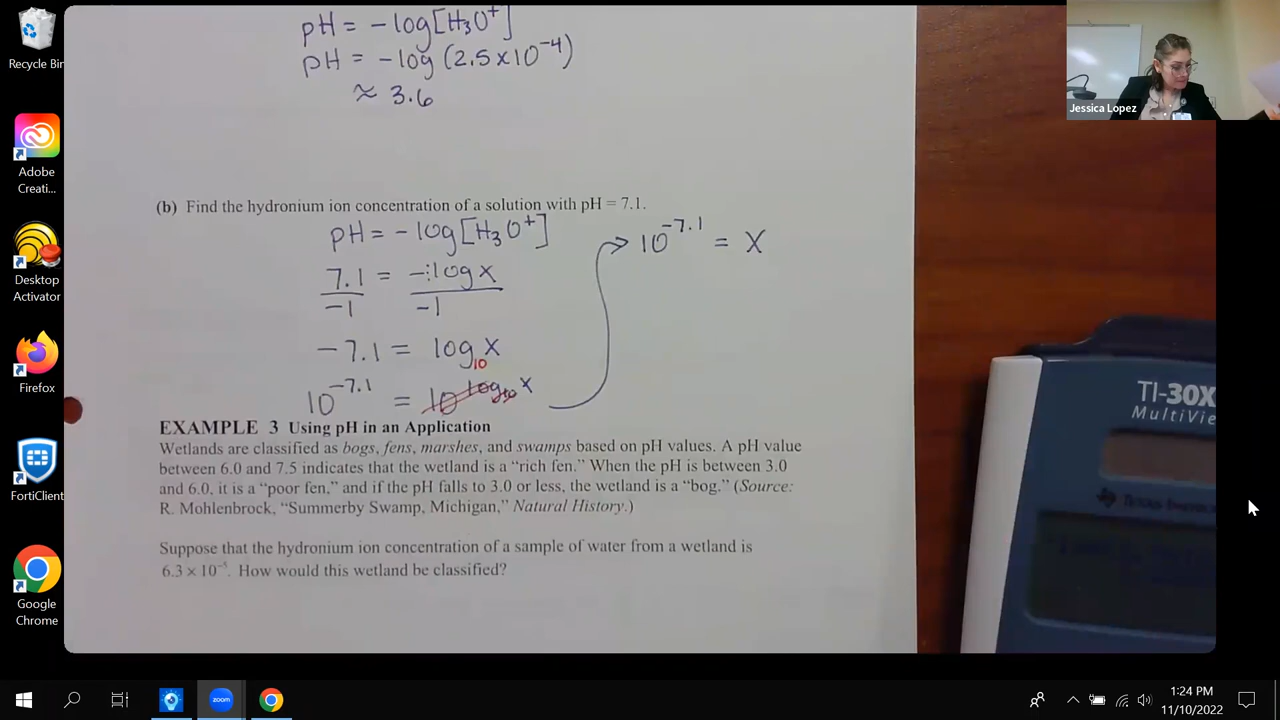 Recycle Bin
Adobe
Creati...
Desktop
Activator
Firefox
FortiClient
Google
Chrome
pH = -log[H₃O⁺]
pH = -log (2.5x10⁻⁴)
≈ 3.6
(b) Find the hydronium ion concentration of a solution with pH = 7.1.
pH = -log[H₃O⁺]
7.1 = -1logx
-1 -1
-7.1 = log₁₀x
10^-7.1 = 10^log₁₀x
10^-7.1 = x
EXAMPLE 3 Using pH in an Application
Wetlands are classified as bogs, fens, marshes, and swamps based on pH values. A pH value
between 6.0 and 7.5 indicates that the wetland is a “rich fen.” When the pH is between 3.0
and 6.0, it is a “poor fen,” and if the pH falls to 3.0 or less, the wetland is a “bog.” (Source:
R. Mohlenbrock, “Summerby Swamp, Michigan,” Natural History.)
Suppose that the hydronium ion concentration of a sample of water from a wetland is
6.3 × 10⁻⁵. How would this wetland be classified?
TI-30X
MultiVie
Jessica Lopez
zoom
1:24 PM
11/10/2022